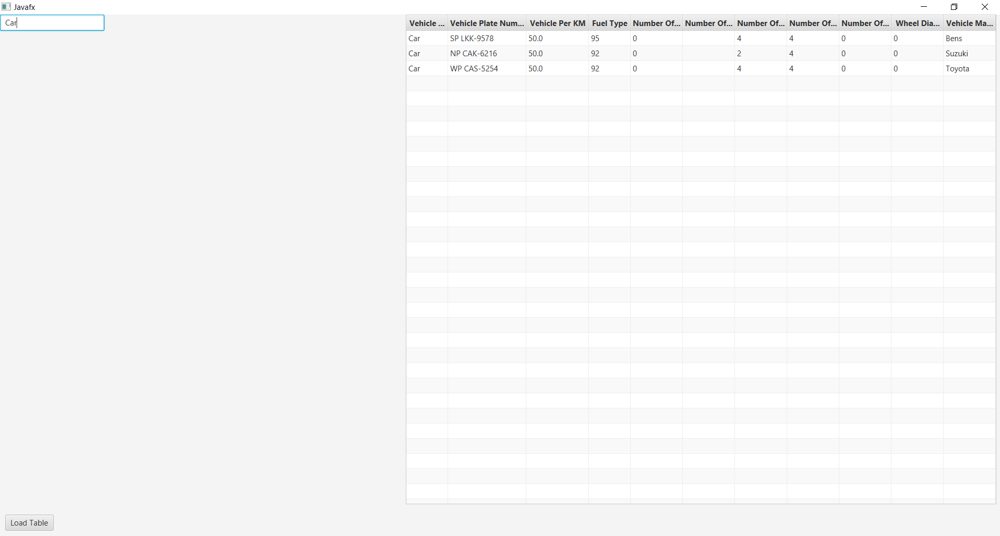 Javafx
Car
Vehicle ... Vehicle Plate Num... Vehicle Per KM Fuel Type Number Of... Number Of... Number Of... Number Of... Number Of... Wheel Dia... Vehicle Ma...
Car SP LKK-9578 50.0 95 0 4 4 0 0 Bens
Car NP CAK-6216 50.0 92 0 2 4 0 0 Suzuki
Car WP CAS-5254 50.0 92 0 4 4 0 0 Toyota
Load Table